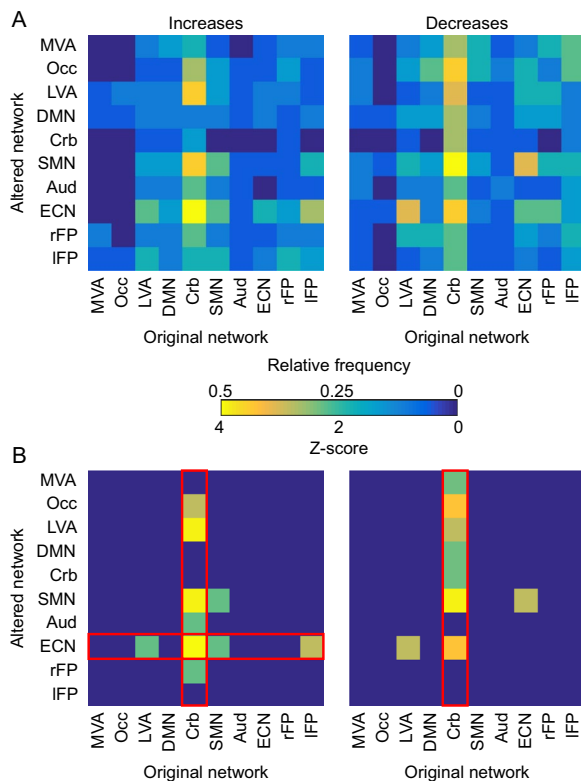 A
Increases
Decreases
Altered network
MVA
Occ
LVA
DMN
Crb
SMN
Aud
ECN
rFP
lFP
MVA Occ LVA DMN Crb SMN Aud ECN rFP lFP
MVA Occ LVA DMN Crb SMN Aud ECN rFP lFP
Original network
Original network
Relative frequency
0.5 0.25 0
4 2 0
Z-score
B
Altered network
MVA
Occ
LVA
DMN
Crb
SMN
Aud
ECN
rFP
lFP
MVA Occ LVA DMN Crb SMN Aud ECN rFP lFP
MVA Occ LVA DMN Crb SMN Aud ECN rFP lFP
Original network
Original network